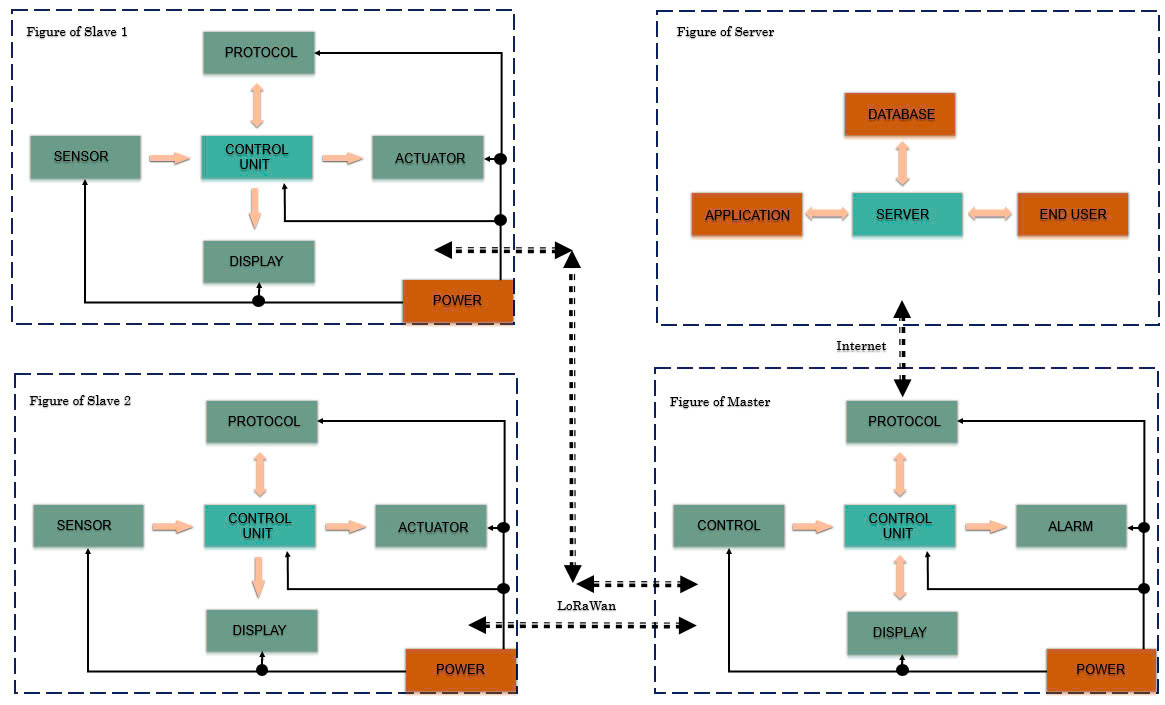 Figure of Slave 1
PROTOCOL
SENSOR
CONTROL
UNIT
ACTUATOR
DISPLAY
POWER
Figure of Server
DATABASE
APPLICATION
SERVER
END USER
Internet
Figure of Slave 2
PROTOCOL
SENSOR
CONTROL
UNIT
ACTUATOR
DISPLAY
POWER
LoRaWan
Figure of Master
PROTOCOL
CONTROL
CONTROL
UNIT
ALARM
DISPLAY
POWER